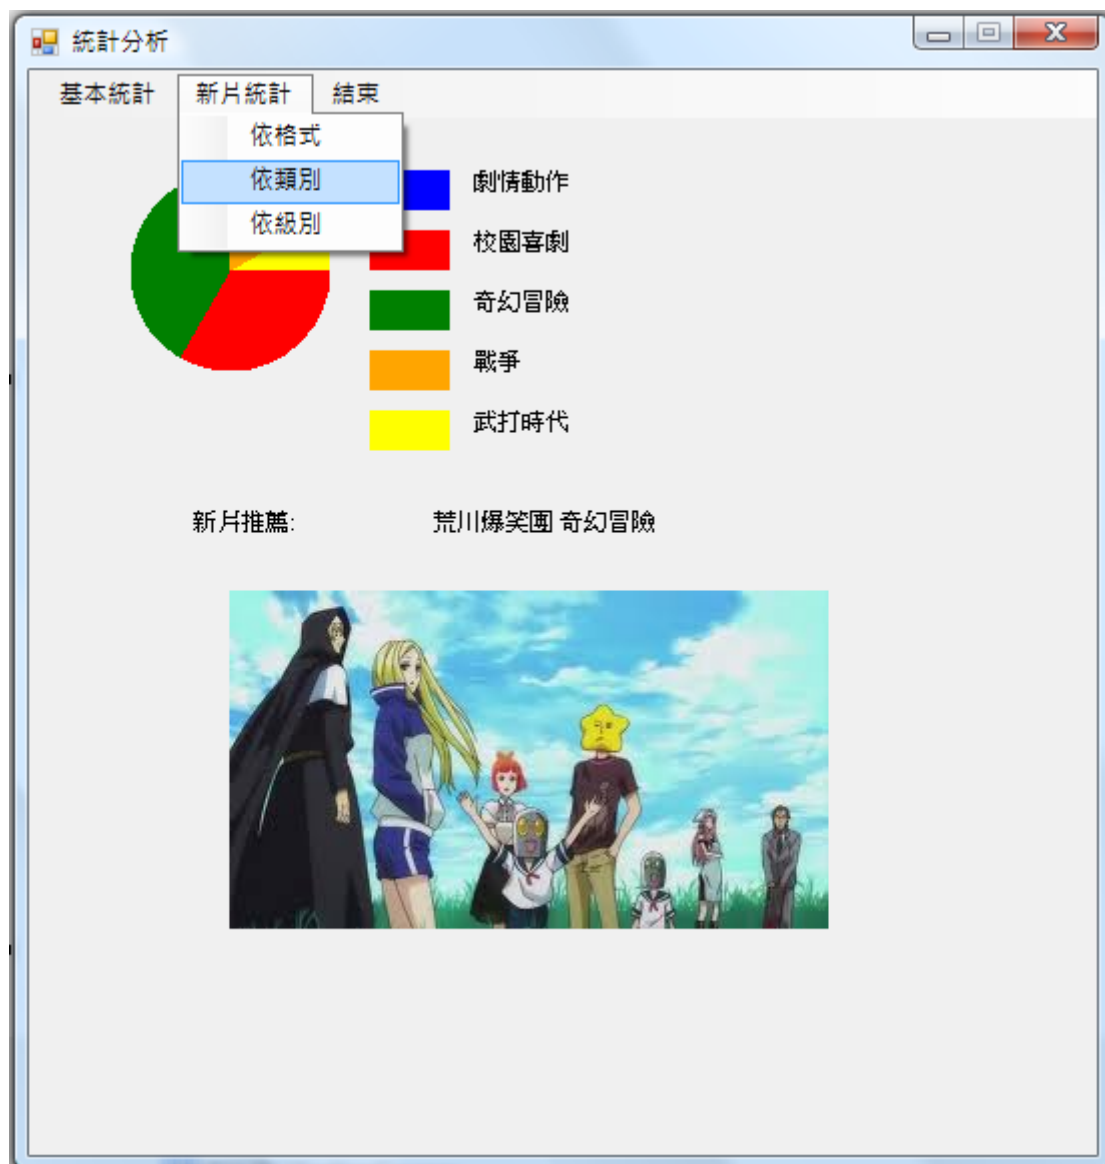 統計分析
基本統計 新片統計 結束
依格式
依類別
依級別
劇情動作
校園喜劇
奇幻冒險
戰爭
武打時代
新片推薦: 荒川爆笑團 奇幻冒險